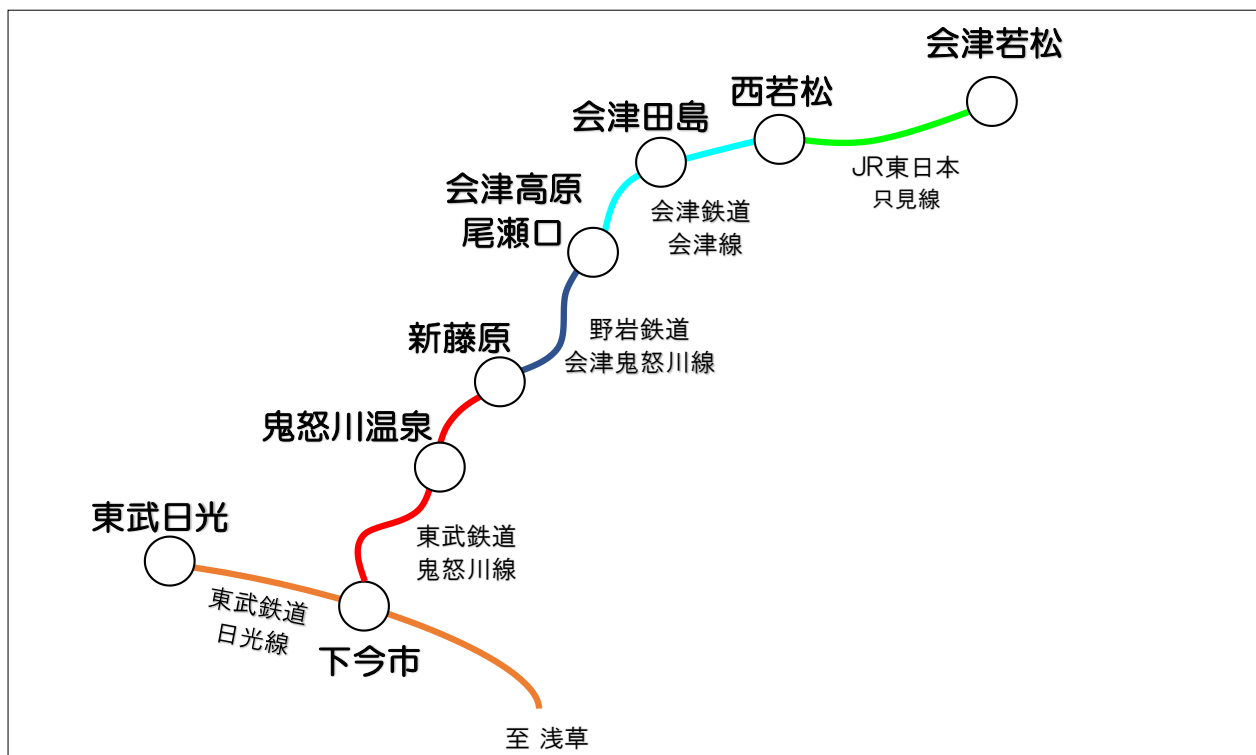 会津若松
西若松
会津田島
JR東日本
只見線
会津高原
尾瀬口
会津鉄道
会津線
新藤原
野岩鉄道
会津鬼怒川線
鬼怒川温泉
東武日光
東武鉄道
鬼怒川線
東武鉄道
日光線
下今市
至 浅草